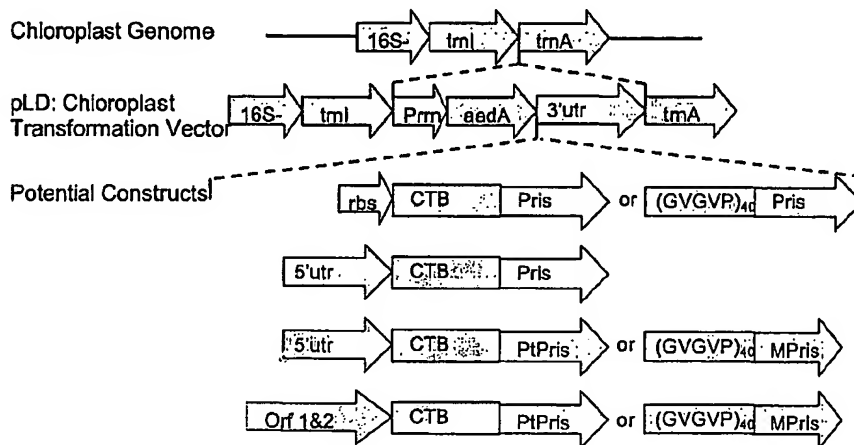 Chloroplast Genome
16S- trnI trnA
pLD: Chloroplast
Transformation Vector
16S- trnI Prrn aadA 3'utr trnA
Potential Constructs
rbs CTB Pris or (GVGVP)40 Pris
5'utr CTB Pris
5'utr CTB PtPris or (GVGVP)40 MPris
Orf 1&2 CTB PtPris or (GVGVP)40 MPris